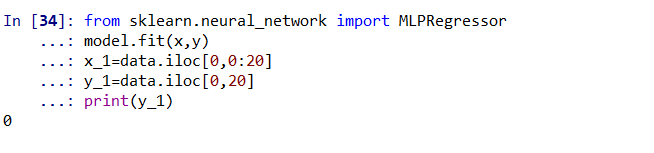 In [34]: from sklearn.neural_network import MLPRegressor
...: model.fit(x,y)
...: x_1=data.iloc[0,0:20]
...: y_1=data.iloc[0,20]
...: print(y_1)
0